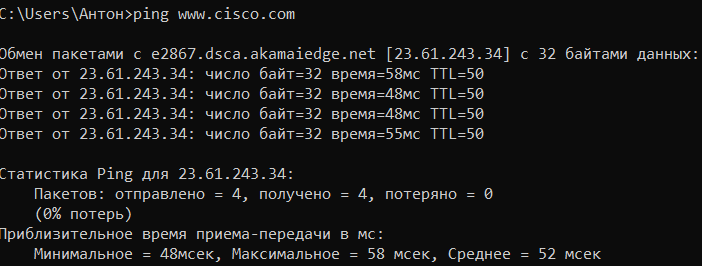 C:\Users\Антон>ping www.cisco.com
Обмен пакетами с e2867.dsca.akamaiedge.net [23.61.243.34] с 32 байтами данных:
Ответ от 23.61.243.34: число байт=32 время=58мс TTL=50
Ответ от 23.61.243.34: число байт=32 время=48мс TTL=50
Ответ от 23.61.243.34: число байт=32 время=48мс TTL=50
Ответ от 23.61.243.34: число байт=32 время=55мс TTL=50
Статистика Ping для 23.61.243.34:
Пакетов: отправлено = 4, получено = 4, потеряно = 0
(0% потерь)
Приблизительное время приема-передачи в мс:
Минимальное = 48мсек, Максимальное = 58 мсек, Среднее = 52 мсек